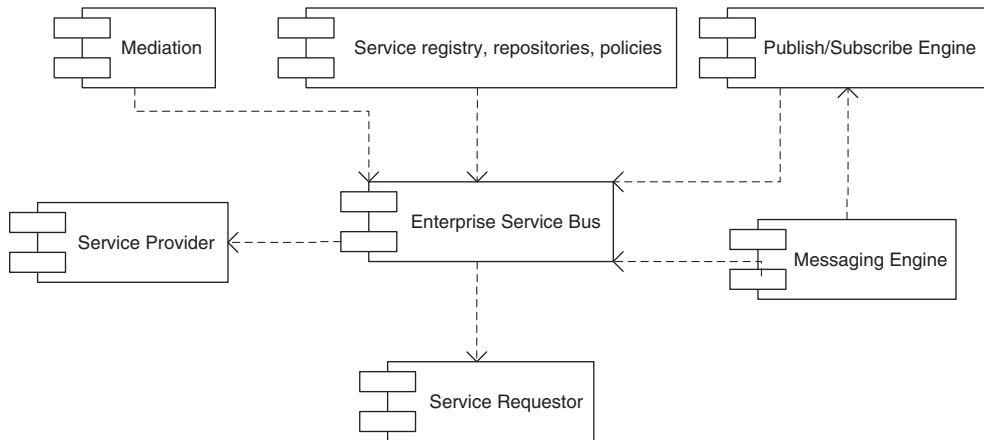 Mediation
Service registry, repositories, policies
Publish/Subscribe Engine
Service Provider
Enterprise Service Bus
Messaging Engine
Service Requestor